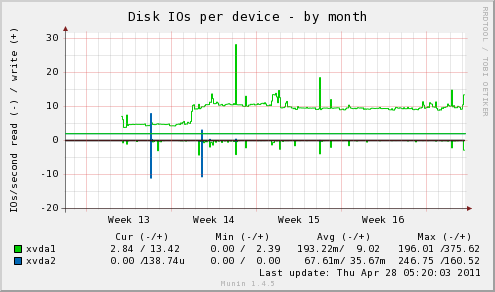 Disk IOs per device - by month
RRDTOOL / TOBI OETIKER
IOs/second read (-) / write (+)
30
20
10
0
-10
-20
Week 13 Week 14 Week 15 Week 16
Cur (-/+) Min (-/+) Avg (-/+) Max (-/+)
xvda1 2.84 / 13.42 0.00 / 2.39 193.22m/ 9.02 196.01 /375.62
xvda2 0.00 /138.74u 0.00 / 0.00 67.61m/ 35.67m 246.75 /160.52
Last update: Thu Apr 28 05:20:03 2011
Munin 1.4.5